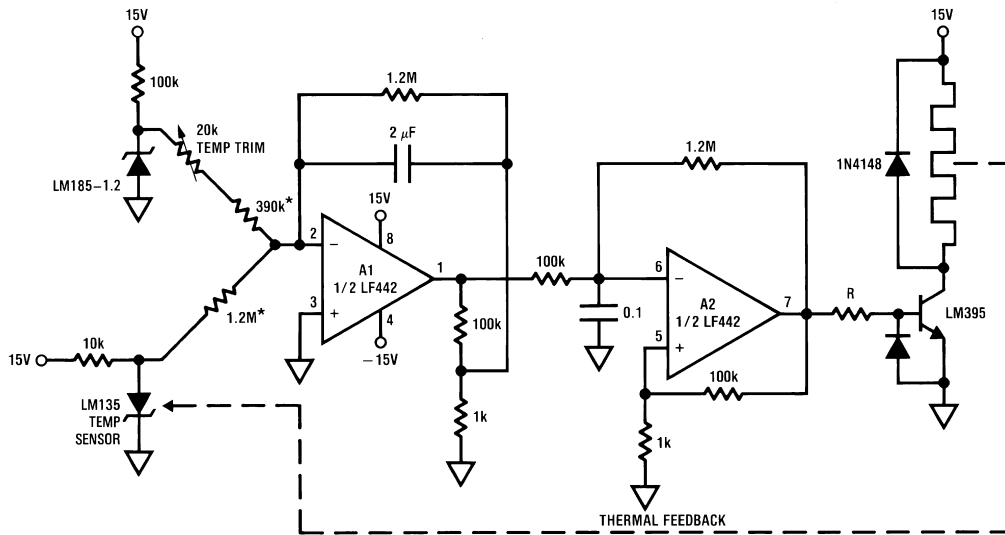 15V
100k
20k
TEMP TRIM
LM185–1.2
390k*
1.2M*
15V
10k
LM135
TEMP
SENSOR
1.2M
2 μF
15V
8
2
−
A1
1/2 LF442
1
3
+
4
−15V
100k
1k
100k
0.1
1.2M
6
−
A2
1/2 LF442
7
5
+
100k
1k
R
15V
1N4148
LM395
THERMAL FEEDBACK